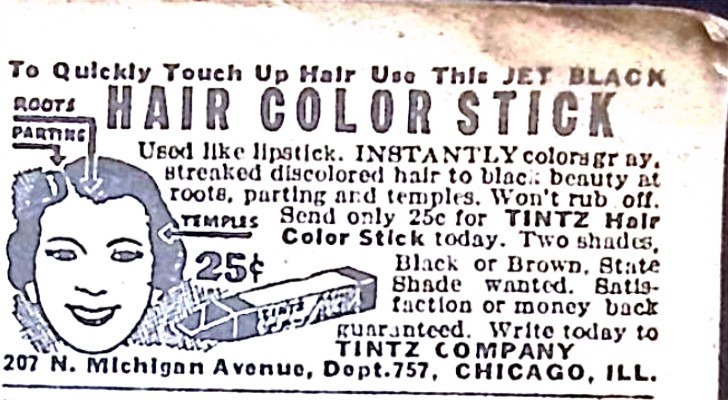 To Quickly Touch Up Hair Use This JET BLACK
HAIR COLOR STICK
ROOTS
PARTING
Used like lipstick. INSTANTLY colors gray,
streaked discolored hair to black beauty at
roots, parting and temples. Won't rub off.
TEMPLES
Send only 25c for TINTZ Hair
Color Stick today. Two shades,
25¢
Black or Brown. State
Shade wanted. Satis-
faction or money back
guaranteed. Write today to
TINTZ COMPANY
207 N. Michigan Avenue, Dept.757, CHICAGO, ILL.